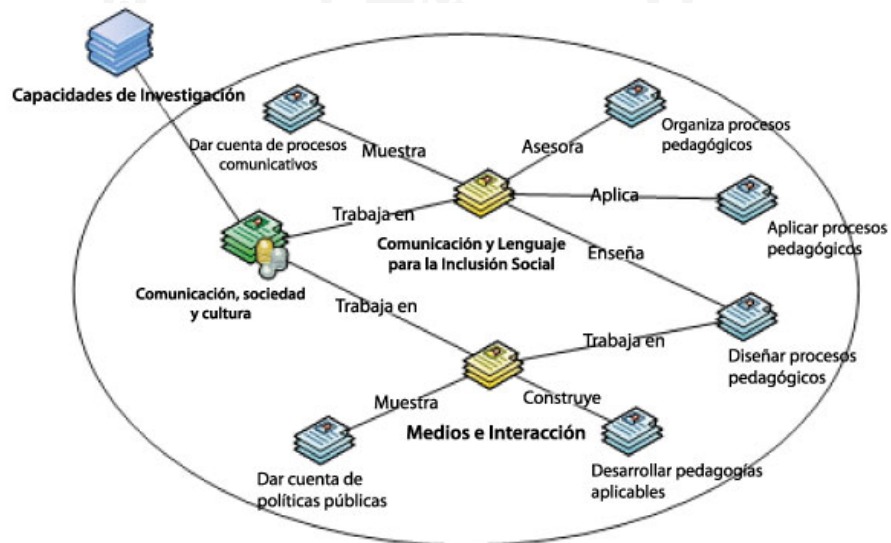 Capacidades de Investigación
Dar cuenta de procesos
comunicativos
Muestra
Asesora
Organiza procesos
pedagógicos
Trabaja en
Aplica
Aplicar procesos
pedagógicos
Comunicación y Lenguaje
para la Inclusión Social
Enseña
Comunicación, sociedad
y cultura
Trabaja en
Trabaja en
Diseñar procesos
pedagógicos
Muestra
Construye
Medios e Interacción
Dar cuenta de
políticas públicas
Desarrollar pedagogías
aplicables